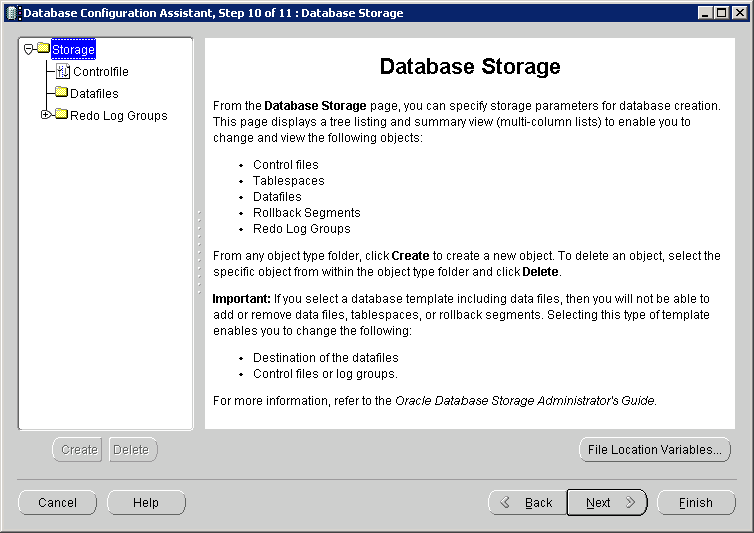 Database Configuration Assistant, Step 10 of 11 : Database Storage
Storage
Controlfile
Datafiles
Redo Log Groups
Database Storage
From the Database Storage page, you can specify storage parameters for database creation.
This page displays a tree listing and summary view (multi-column lists) to enable you to
change and view the following objects:
• Control files
• Tablespaces
• Datafiles
• Rollback Segments
• Redo Log Groups
From any object type folder, click Create to create a new object. To delete an object, select the
specific object from within the object type folder and click Delete.
Important: If you select a database template including data files, then you will not be able to
add or remove data files, tablespaces, or rollback segments. Selecting this type of template
enables you to change the following:
• Destination of the datafiles
• Control files or log groups.
For more information, refer to the Oracle Database Storage Administrator's Guide.
Create Delete File Location Variables...
Cancel Help Back Next Finish